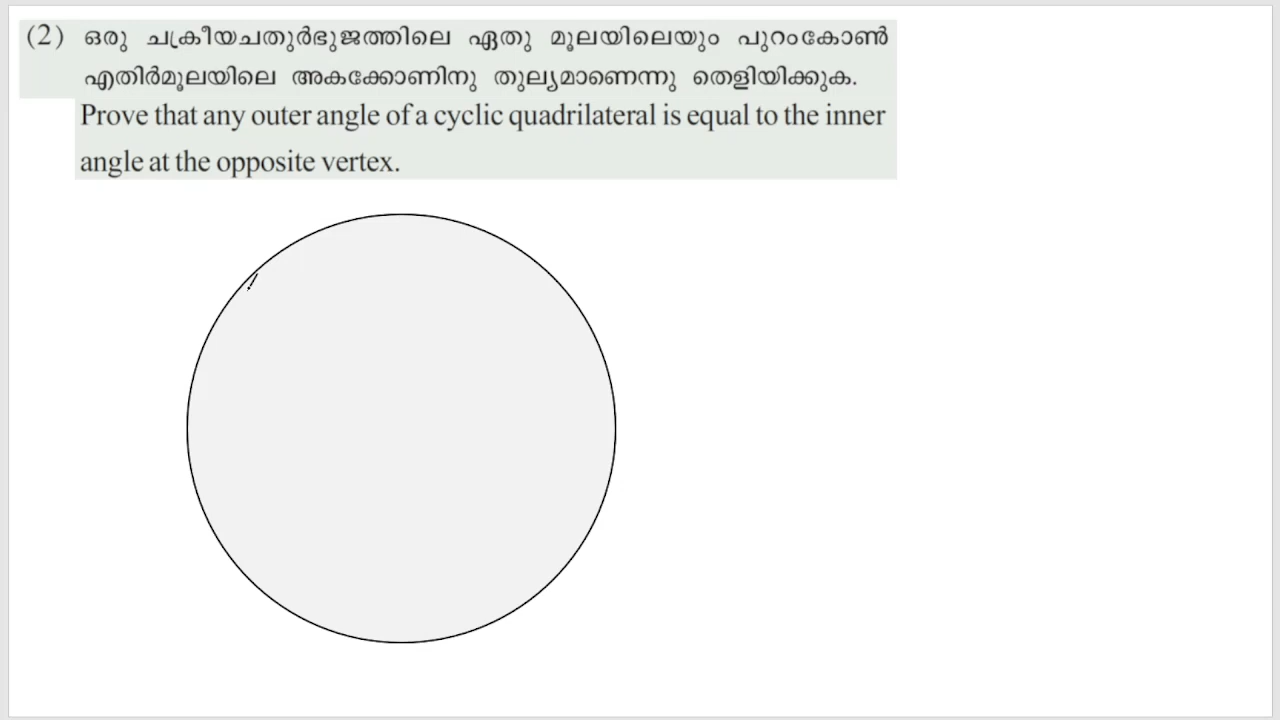 (2) ഒരു ചക്രീയചതുർഭുജത്തിലെ ഏതു മൂലയിലെയും പുറംകോൺ
എതിർമൂലയിലെ അകക്കോണിനു തുല്യമാണെന്നു തെളിയിക്കുക.
Prove that any outer angle of a cyclic quadrilateral is equal to the inner
angle at the opposite vertex.